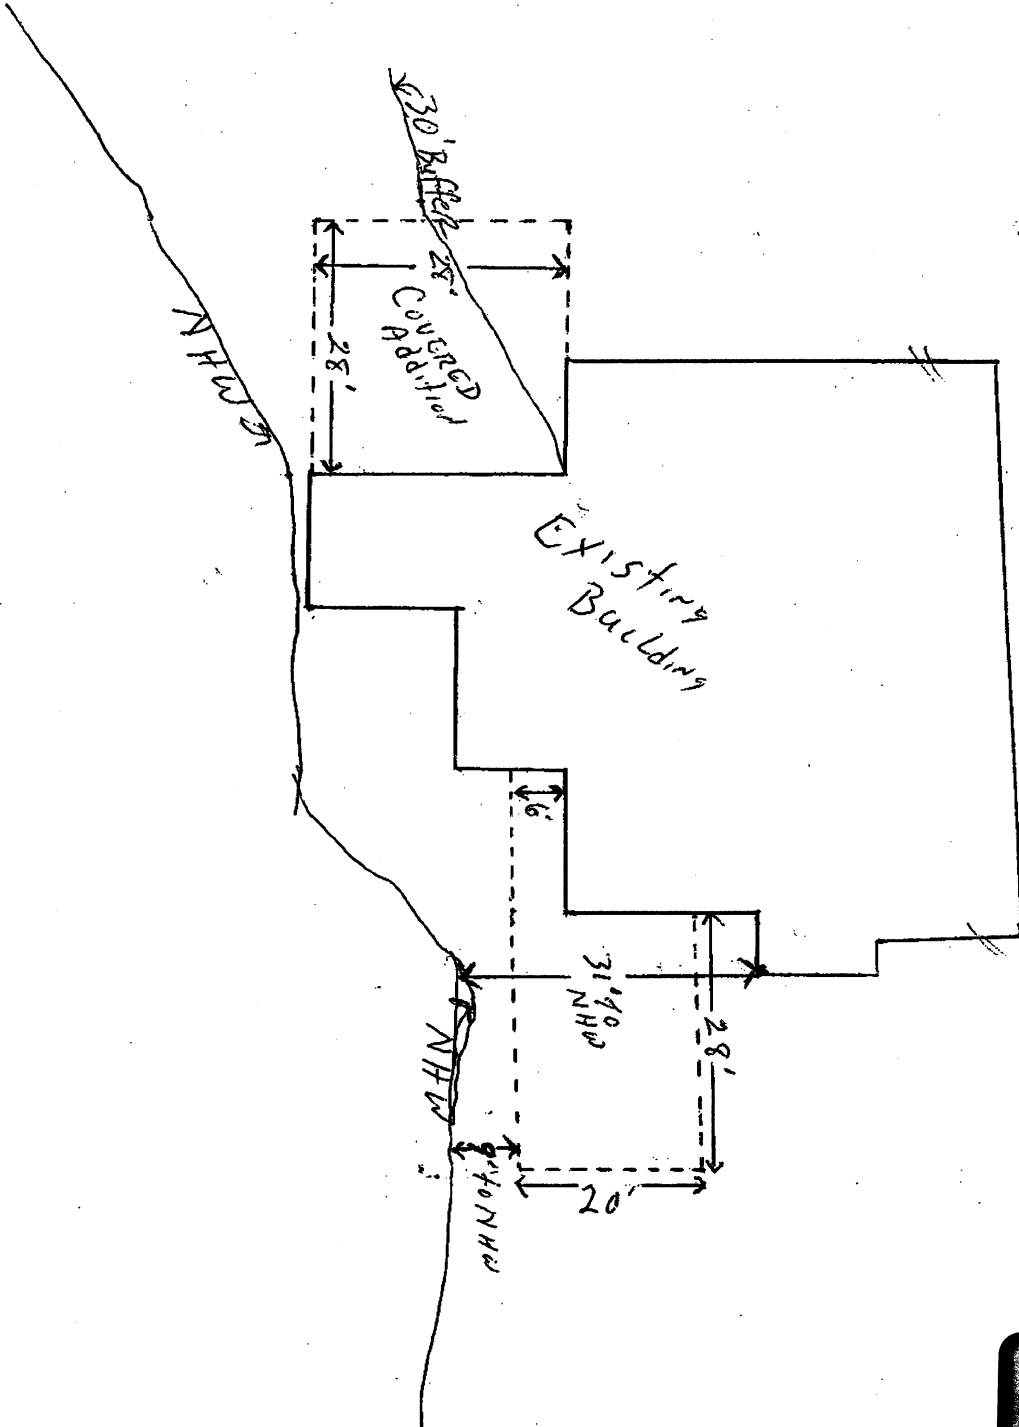 30' Buffer
28'
Covered
Addition
28'
NHW
Existing
Building
6'
31' to
NHW
28'
NHW
9' to NHW
20'